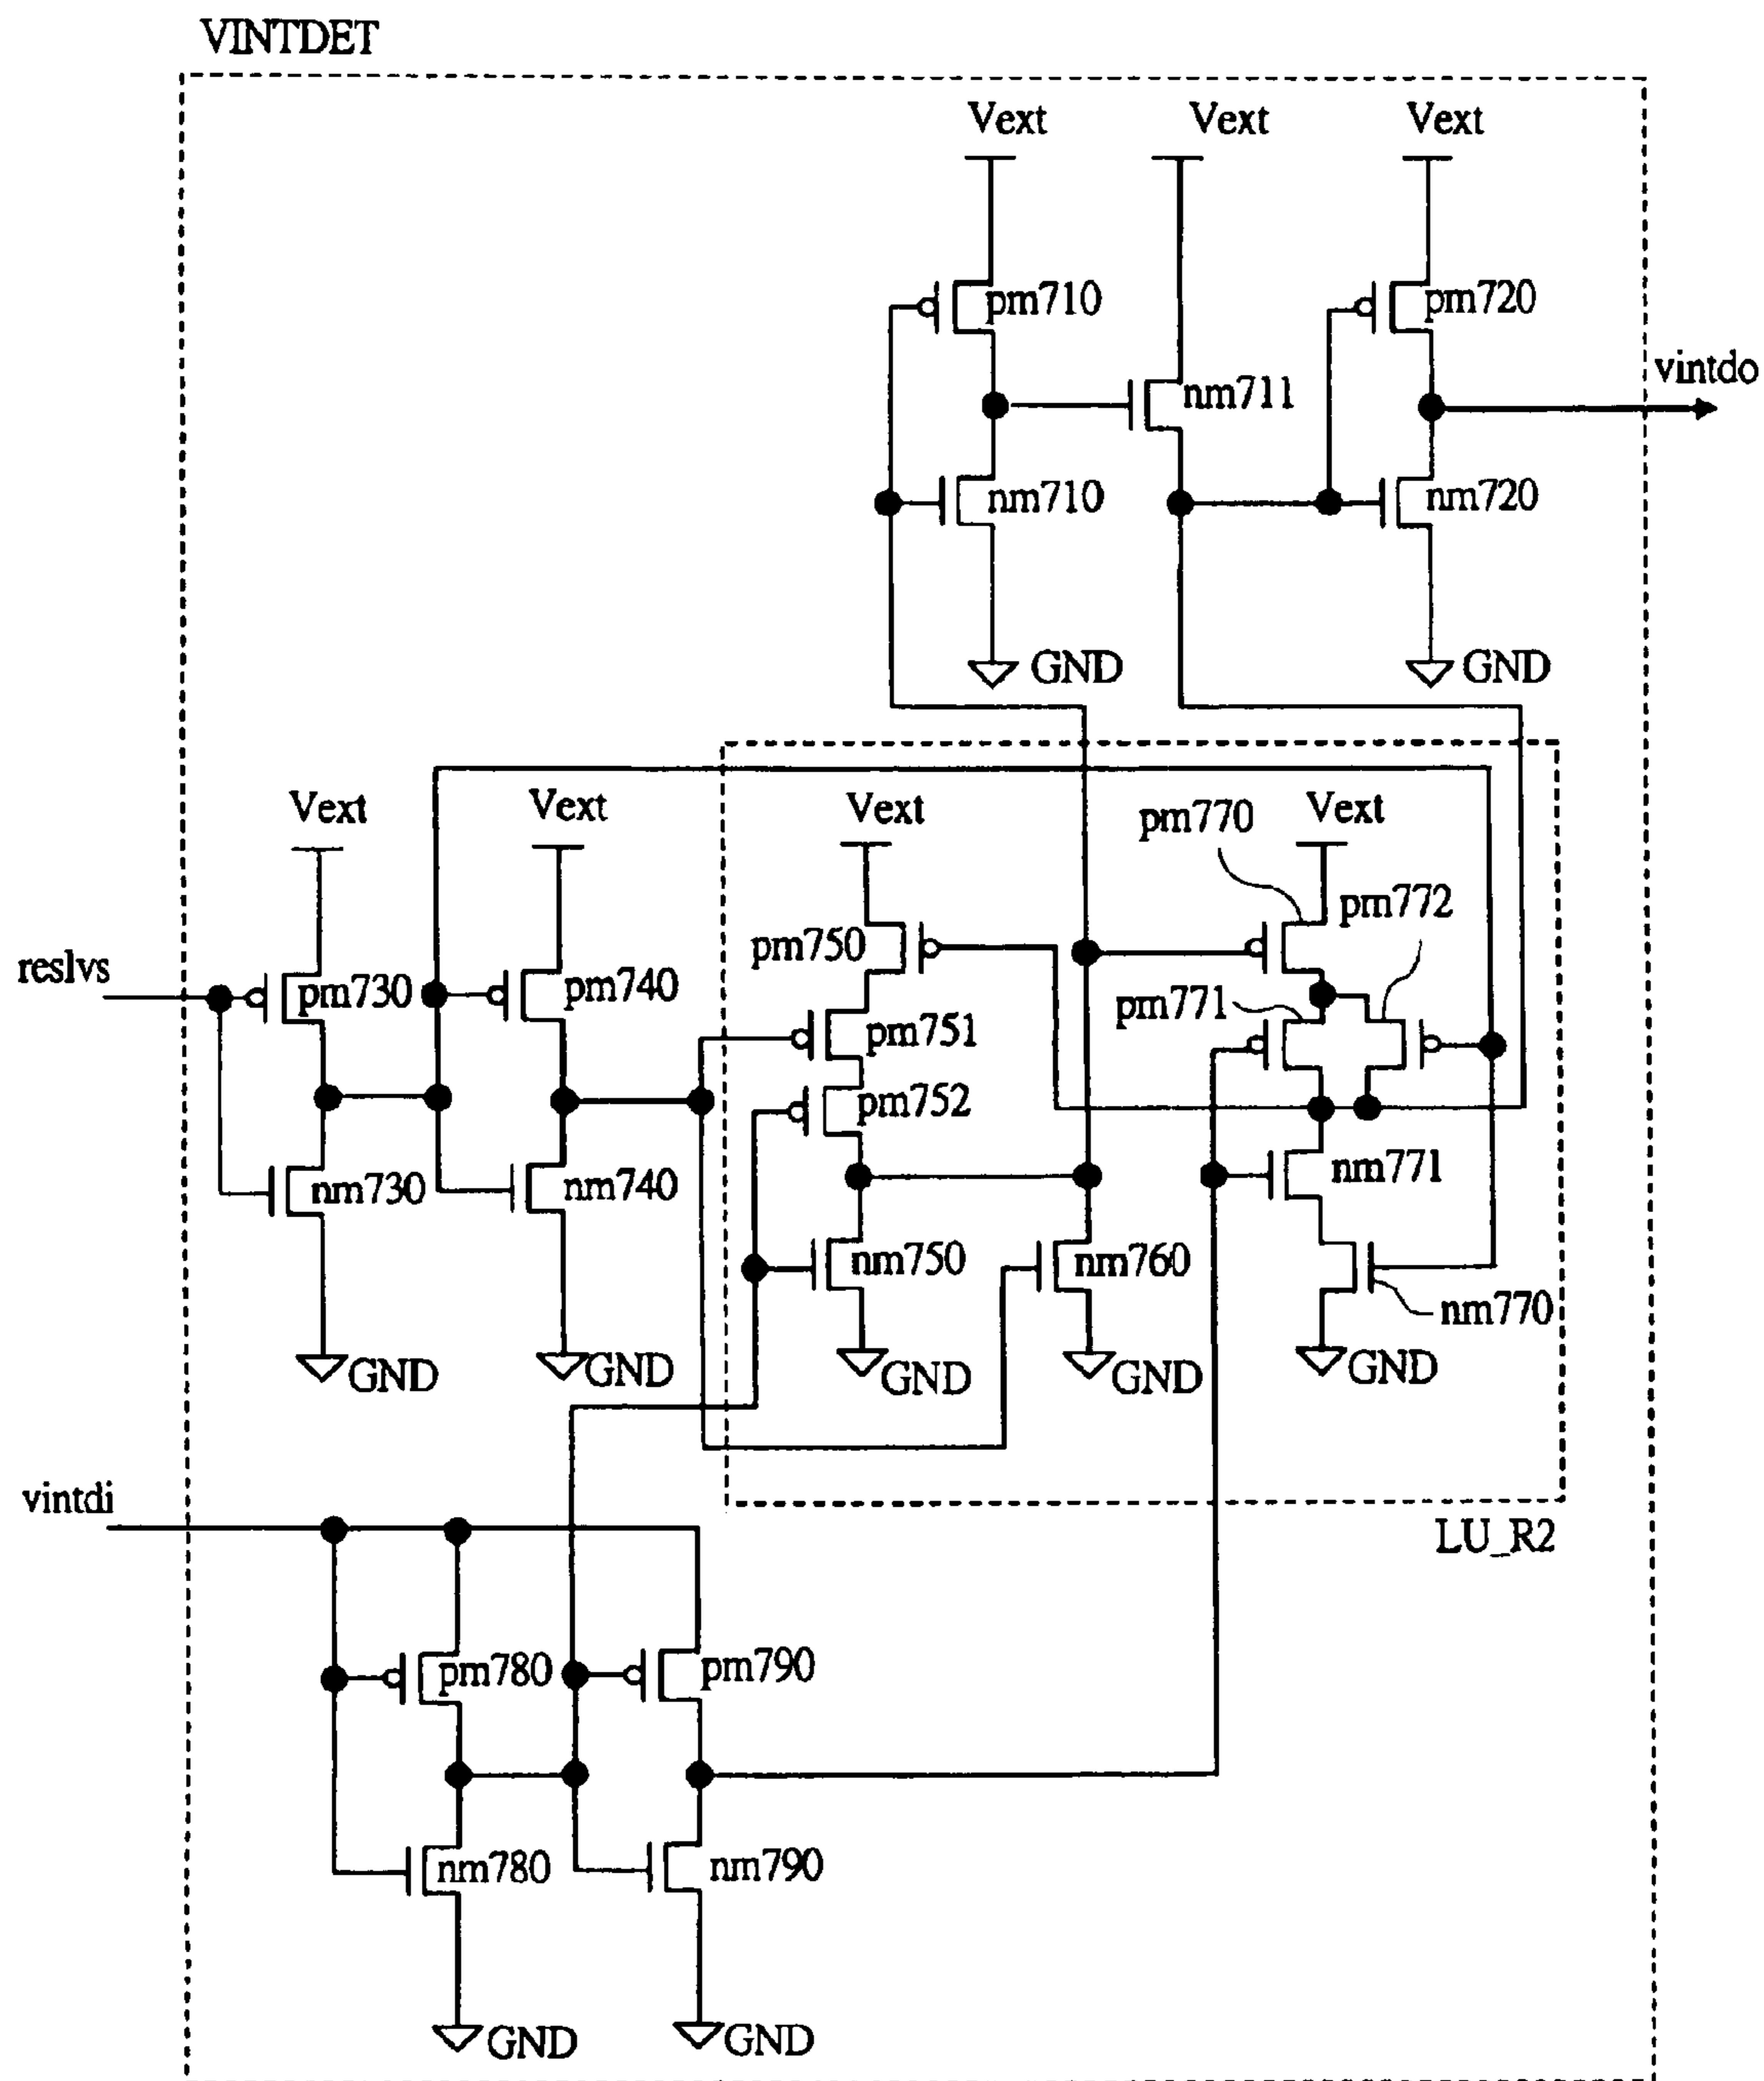 VINTDET
Vext Vext Vext
pm710 pm720
vintdo
nm711
nm710 nm720
GND GND
Vext Vext Vext pm770 Vext
pm772
pm750
reslvs
pm730 pm740
pm771
pm751
pm752
nm771
nm730 nm740
nm750 nm760
nm770
GND GND GND GND GND
vintdi
LU_R2
pm780 pm790
nm780 nm790
GND GND